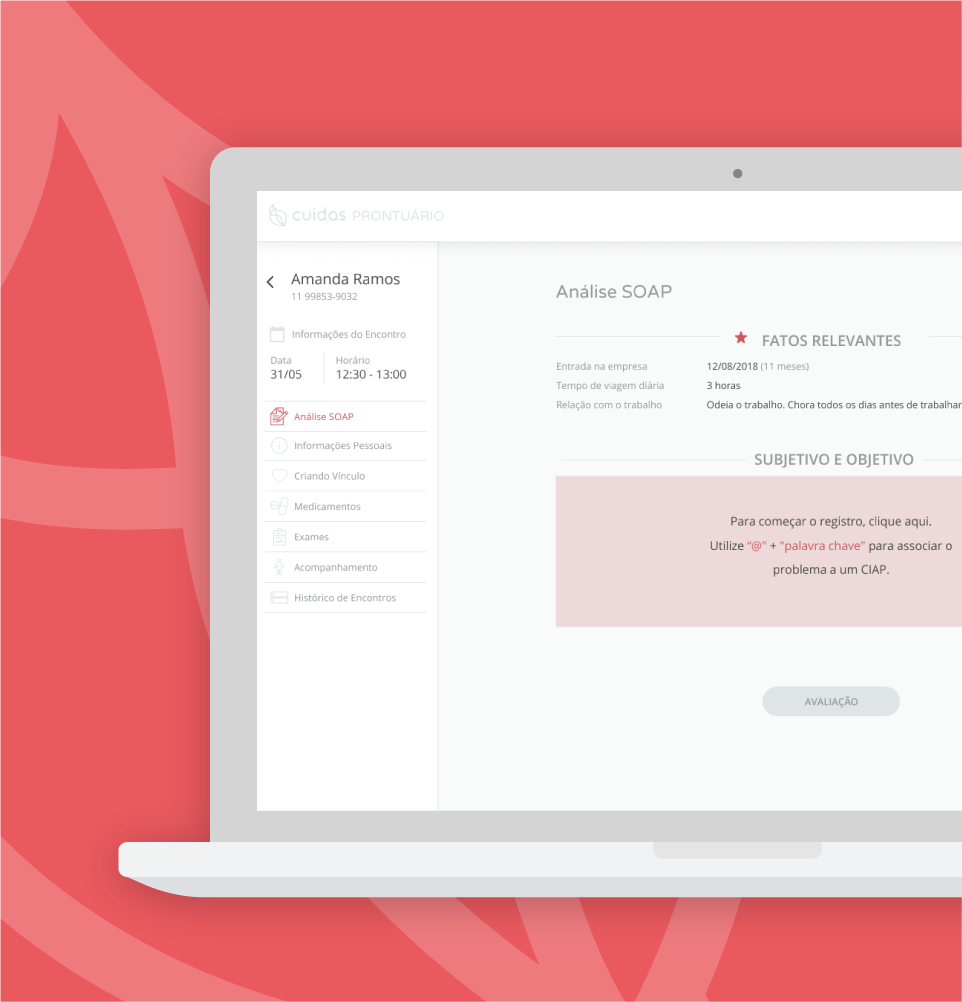 cuidas PRONTUÁRIO
Amanda Ramos
11 99853-9032
Informações do Encontro
Data
31/05
Horário
12:30 - 13:00
Análise SOAP
Informações Pessoais
Criando Vínculo
Medicamentos
Exames
Acompanhamento
Histórico de Encontros
Análise SOAP
FATOS RELEVANTES
Entrada na empresa 12/08/2018 (11 meses)
Tempo de viagem diária 3 horas
Relação com o trabalho Odeia o trabalho. Chora todos os dias antes de trabalhar
SUBJETIVO E OBJETIVO
Para começar o registro, clique aqui.
Utilize "@" + "palavra chave" para associar o
problema a um CIAP.
AVALIAÇÃO